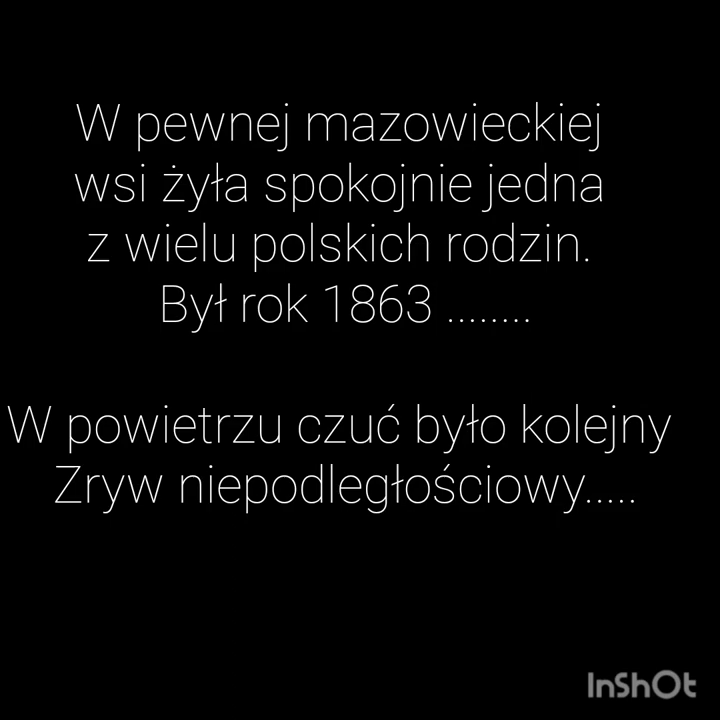 W pewnej mazowieckiej
wsi żyła spokojnie jedna
z wielu polskich rodzin.
Był rok 1863 ........
W powietrzu czuć było kolejny
Zryw niepodległościowy.....
InShOt